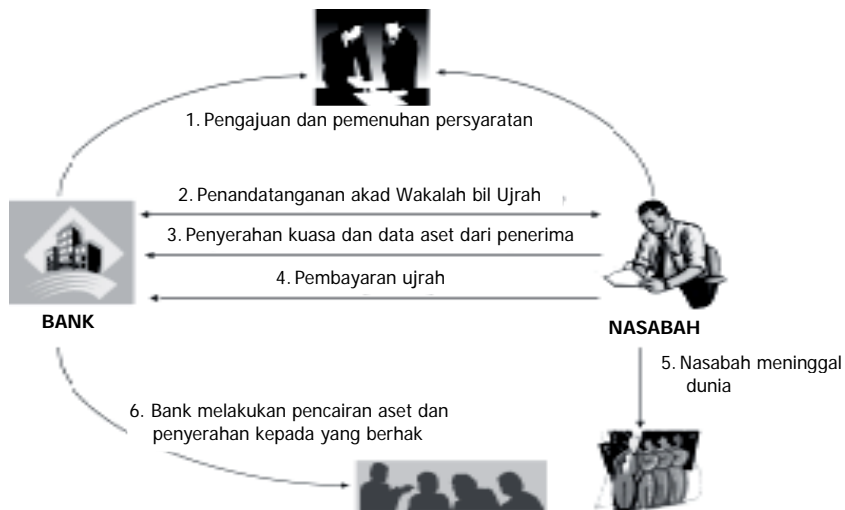 1. Pengajuan dan pemenuhan persyaratan
2. Penandatanganan akad Wakalah bil Ujrah
3. Penyerahan kuasa dan data aset dari penerima
4. Pembayaran ujrah
BANK
NASABAH
5. Nasabah meninggal
dunia
6. Bank melakukan pencairan aset dan
penyerahan kepada yang berhak